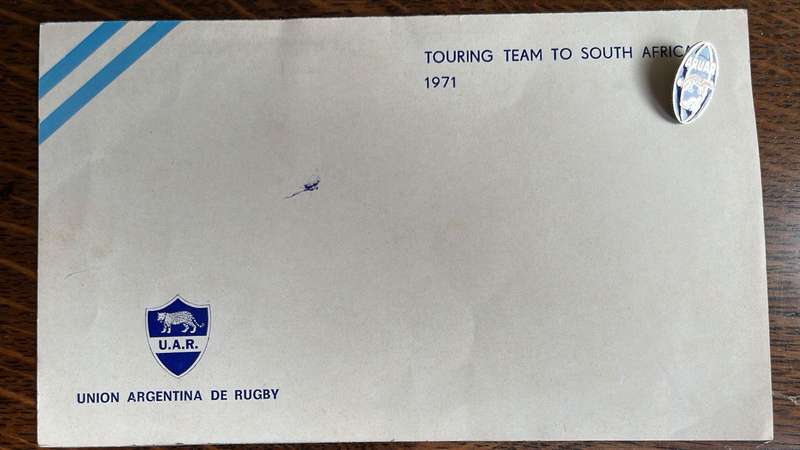 TOURING TEAM TO SOUTH AFRICA
1971
U.A.R.
UNION ARGENTINA DE RUGBY